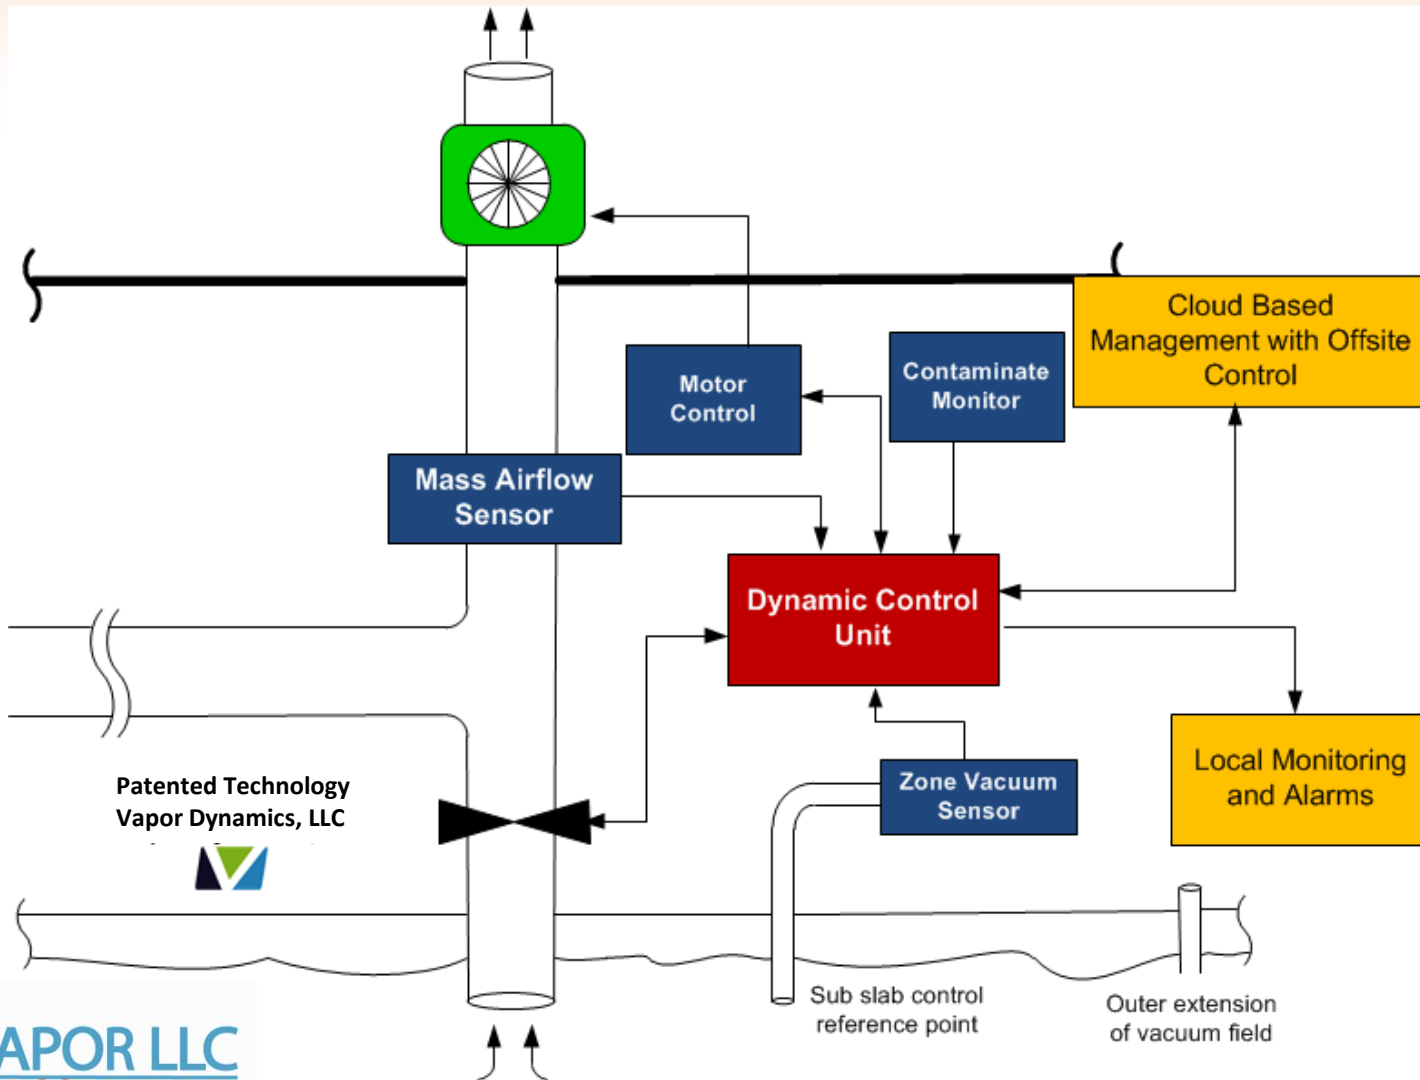 Cloud Based
Management with Offsite
Control
Motor
Control
Contaminate
Monitor
Mass Airflow
Sensor
Dynamic Control
Unit
Zone Vacuum
Sensor
Local Monitoring
and Alarms
Patented Technology
Vapor Dynamics, LLC
Sub slab control
reference point
Outer extension
of vacuum field
APOR LLC